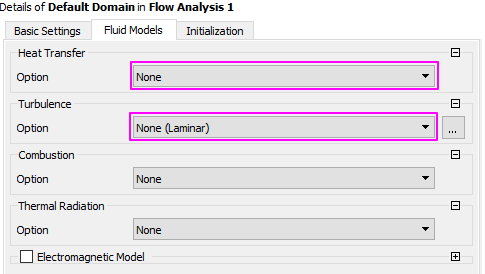 Details of Default Domain in Flow Analysis 1
Basic Settings Fluid Models Initialization
Heat Transfer
Option None
Turbulence
Option None (Laminar) ...
Combustion
Option None
Thermal Radiation
Option None
Electromagnetic Model